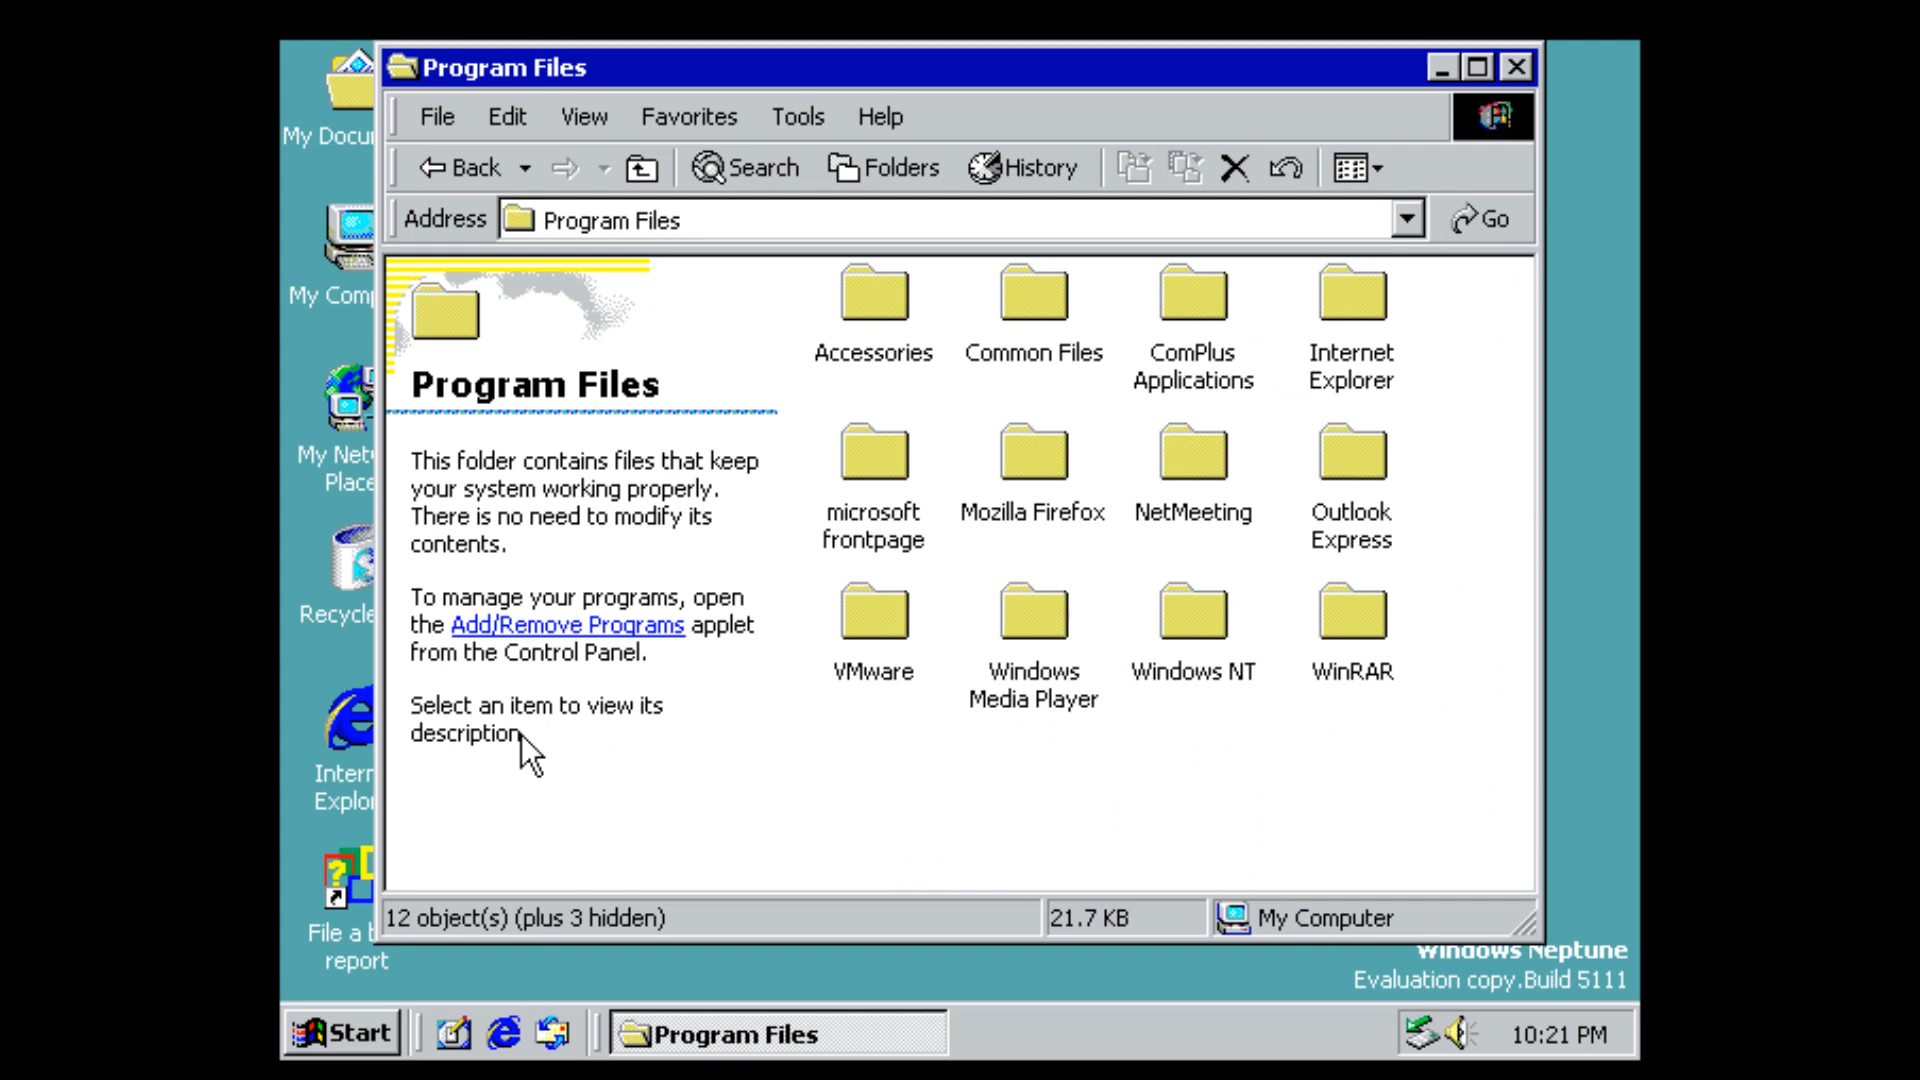 Program Files
File Edit View Favorites Tools Help
Back Search Folders History
Address Program Files Go
Program Files
This folder contains files that keep
your system working properly.
There is no need to modify its
contents.
To manage your programs, open
the Add/Remove Programs applet
from the Control Panel.
Select an item to view its
description
Accessories
Common Files
ComPlus
Applications
Internet
Explorer
microsoft
frontpage
Mozilla Firefox
NetMeeting
Outlook
Express
VMware
Windows
Media Player
Windows NT
WinRAR
12 object(s) (plus 3 hidden) 21.7 KB My Computer
My Docu
My Com
My Net
Place
Recycle
Intern
Explo
File a b
report
Windows Neptune
Evaluation copy.Build 5111
Start Program Files 10:21 PM